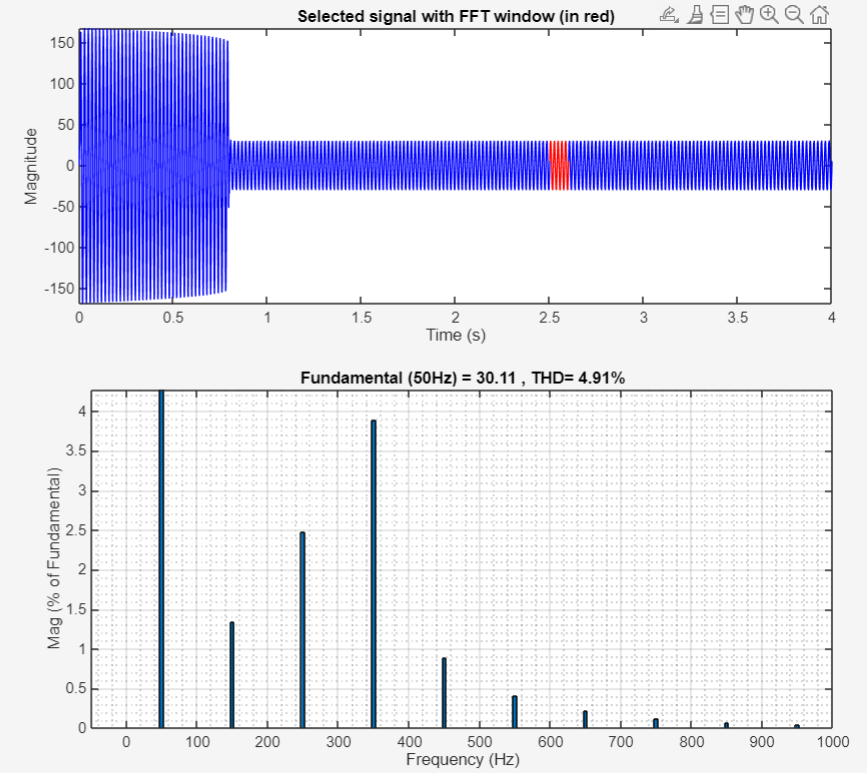 Selected signal with FFT window (in red)
150
100
50
0
-50
-100
-150
Magnitude
0 0.5 1 1.5 2 2.5 3 3.5 4
Time (s)
Fundamental (50Hz) = 30.11 , THD= 4.91%
4
3.5
3
2.5
2
1.5
1
0.5
0
Mag (% of Fundamental)
0 100 200 300 400 500 600 700 800 900 1000
Frequency (Hz)